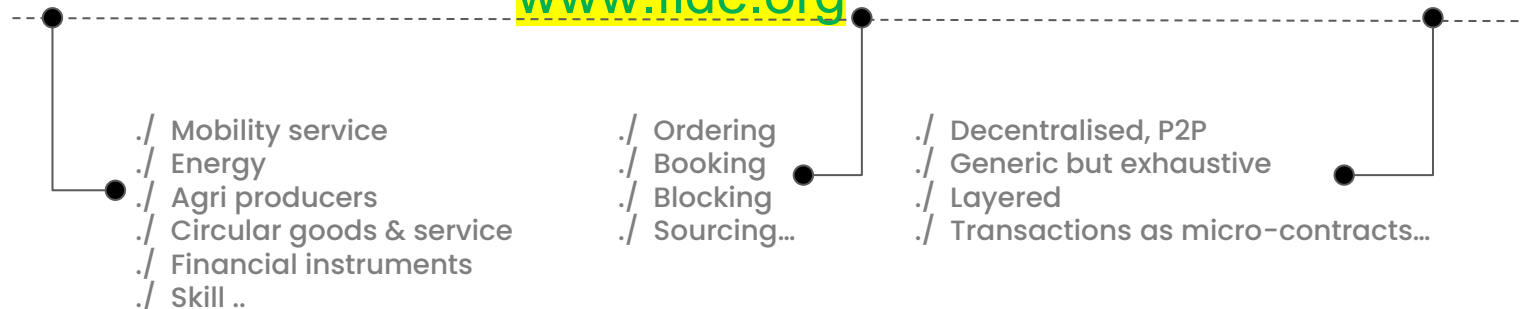 ./ Mobility service
./ Energy
./ Agri producers
./ Circular goods & service
./ Financial instruments
./ Skill ..
./ Ordering
./ Booking
./ Blocking
./ Sourcing...
./ Decentralised, P2P
./ Generic but exhaustive
./ Layered
./ Transactions as micro-contracts...